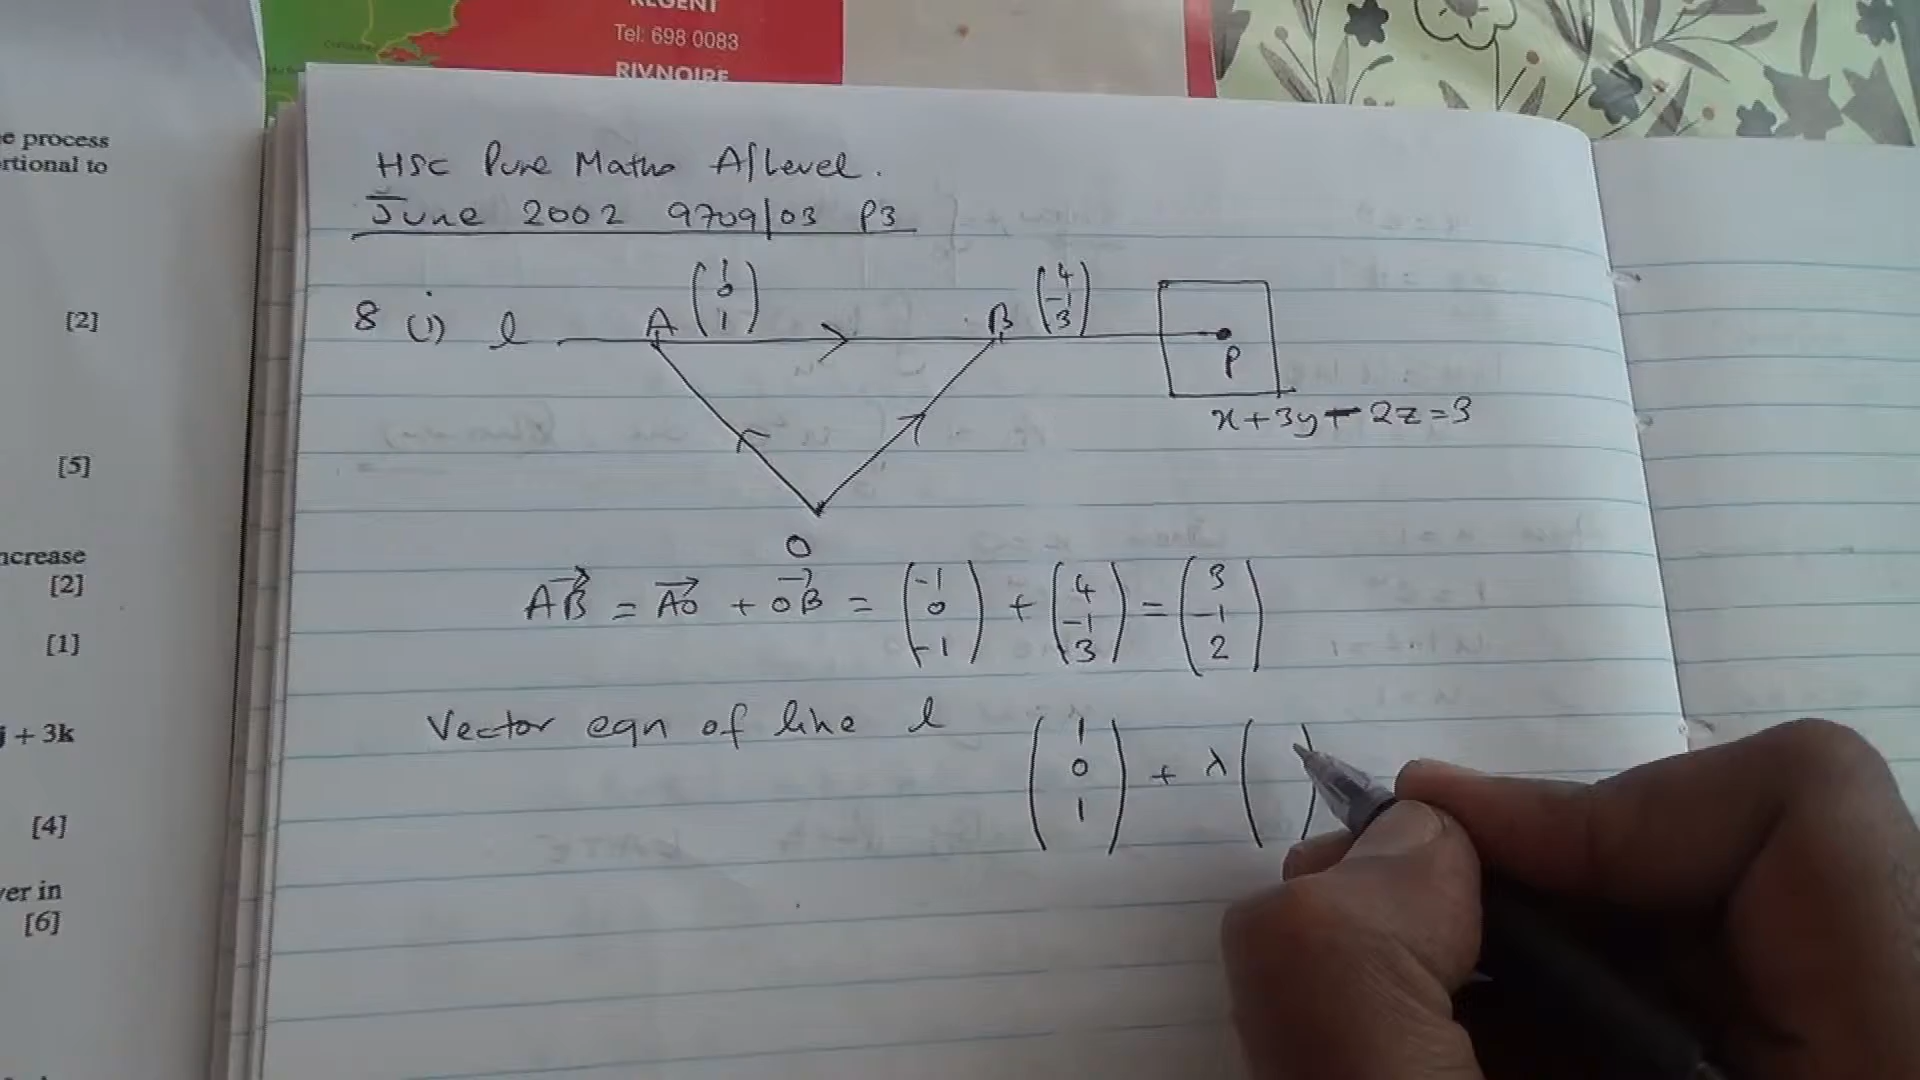 REGENT
Tel: 698 0083
RIVNOIRE
e process
rtional to
[2]
[5]
ncrease
[2]
[1]
j + 3k
[4]
ver in
[6]
HSC Pure Maths A/Level.
June 2002 9709/03 P3
8 (i) l A (1 0 1) B (4 -1 3)
P
x+3y-2z=3
O
AB = AO + OB = (-1 0 -1) + (4 -1 3) = (3 -1 2)
Vector eqn of line l (1 0 1) + λ ( )